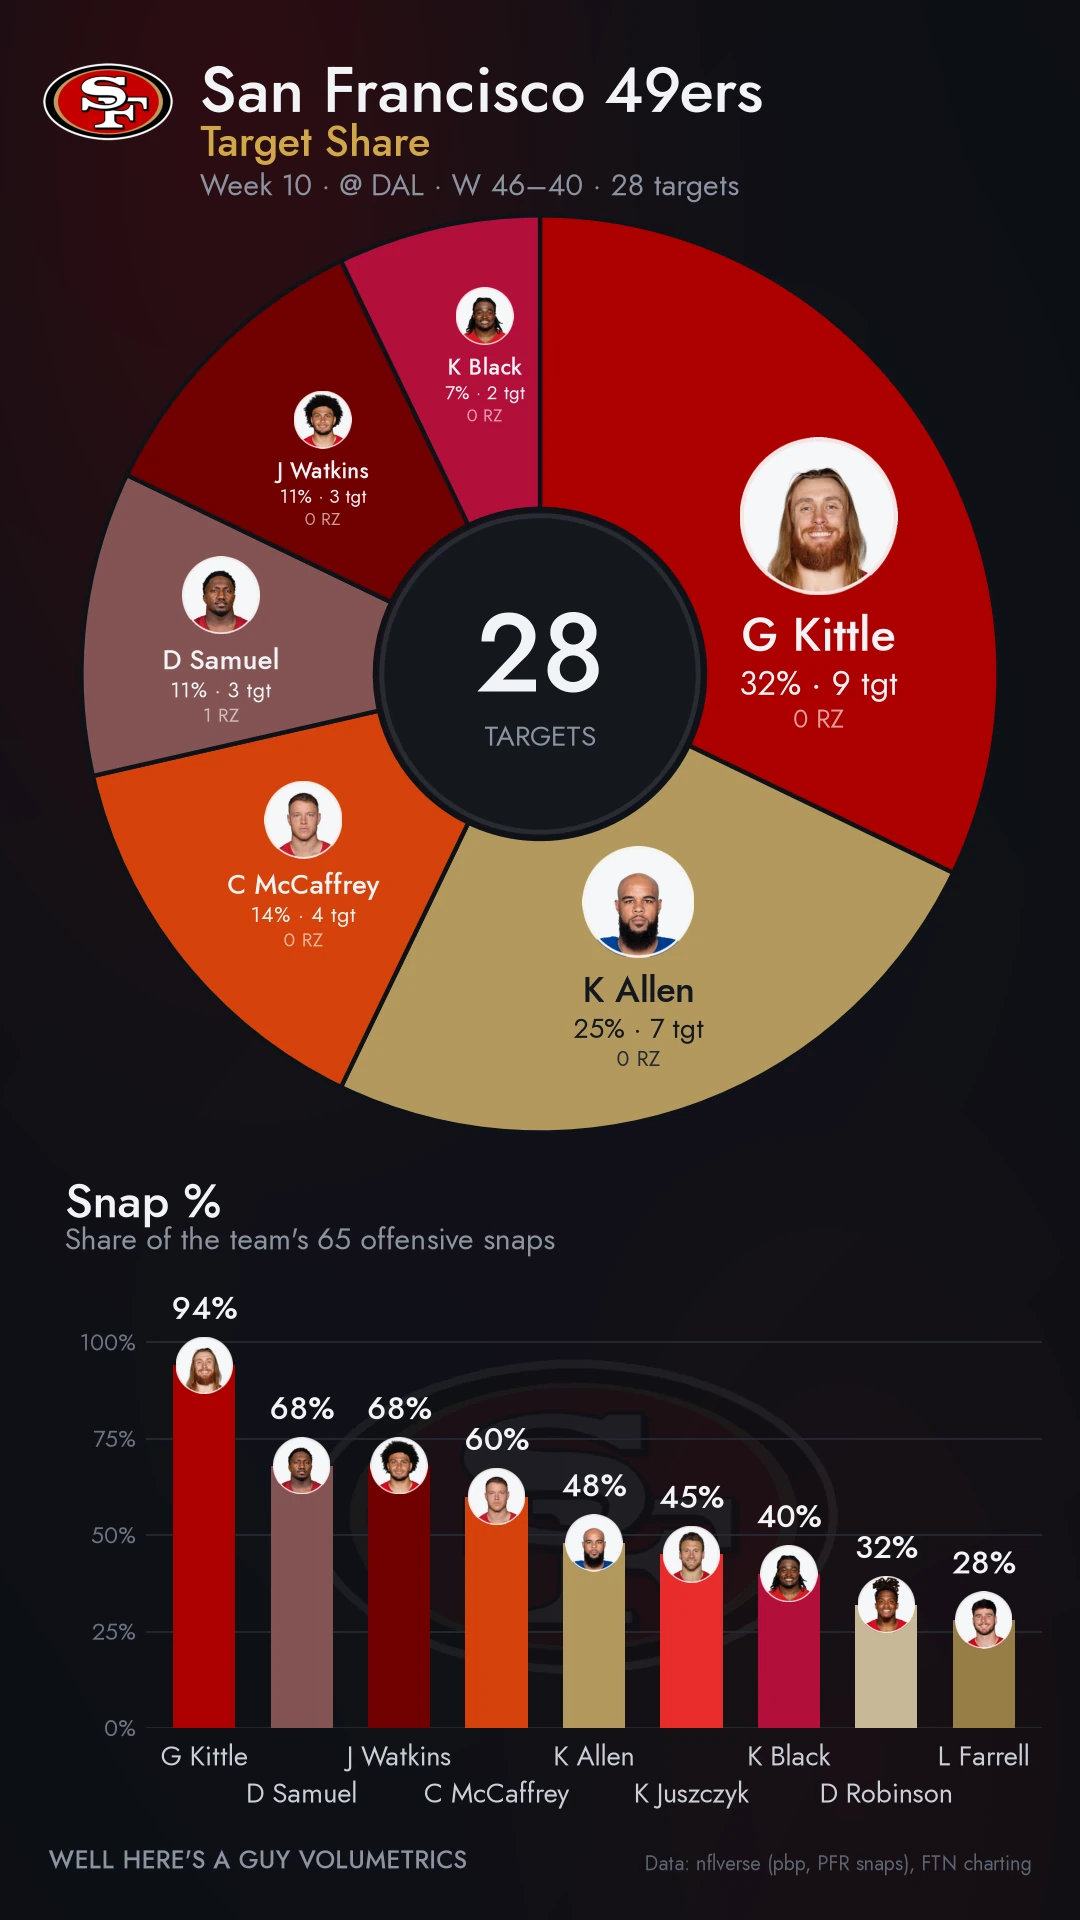 SF
San Francisco 49ers
Target Share
Week 10 · @ DAL · W 46–40 · 28 targets
K Black
7% · 2 tgt
0 RZ
J Watkins
11% · 3 tgt
0 RZ
G Kittle
32% · 9 tgt
0 RZ
D Samuel
11% · 3 tgt
1 RZ
28
TARGETS
C McCaffrey
14% · 4 tgt
0 RZ
K Allen
25% · 7 tgt
0 RZ
Snap %
Share of the team's 65 offensive snaps
94%
100%
68% 68%
75%
60%
48%
45%
40%
50%
32%
28%
25%
0%
G Kittle J Watkins K Allen K Black L Farrell
D Samuel C McCaffrey K Juszczyk D Robinson
WELL HERE'S A GUY VOLUMETRICS
Data: nflverse (pbp, PFR snaps), FTN charting